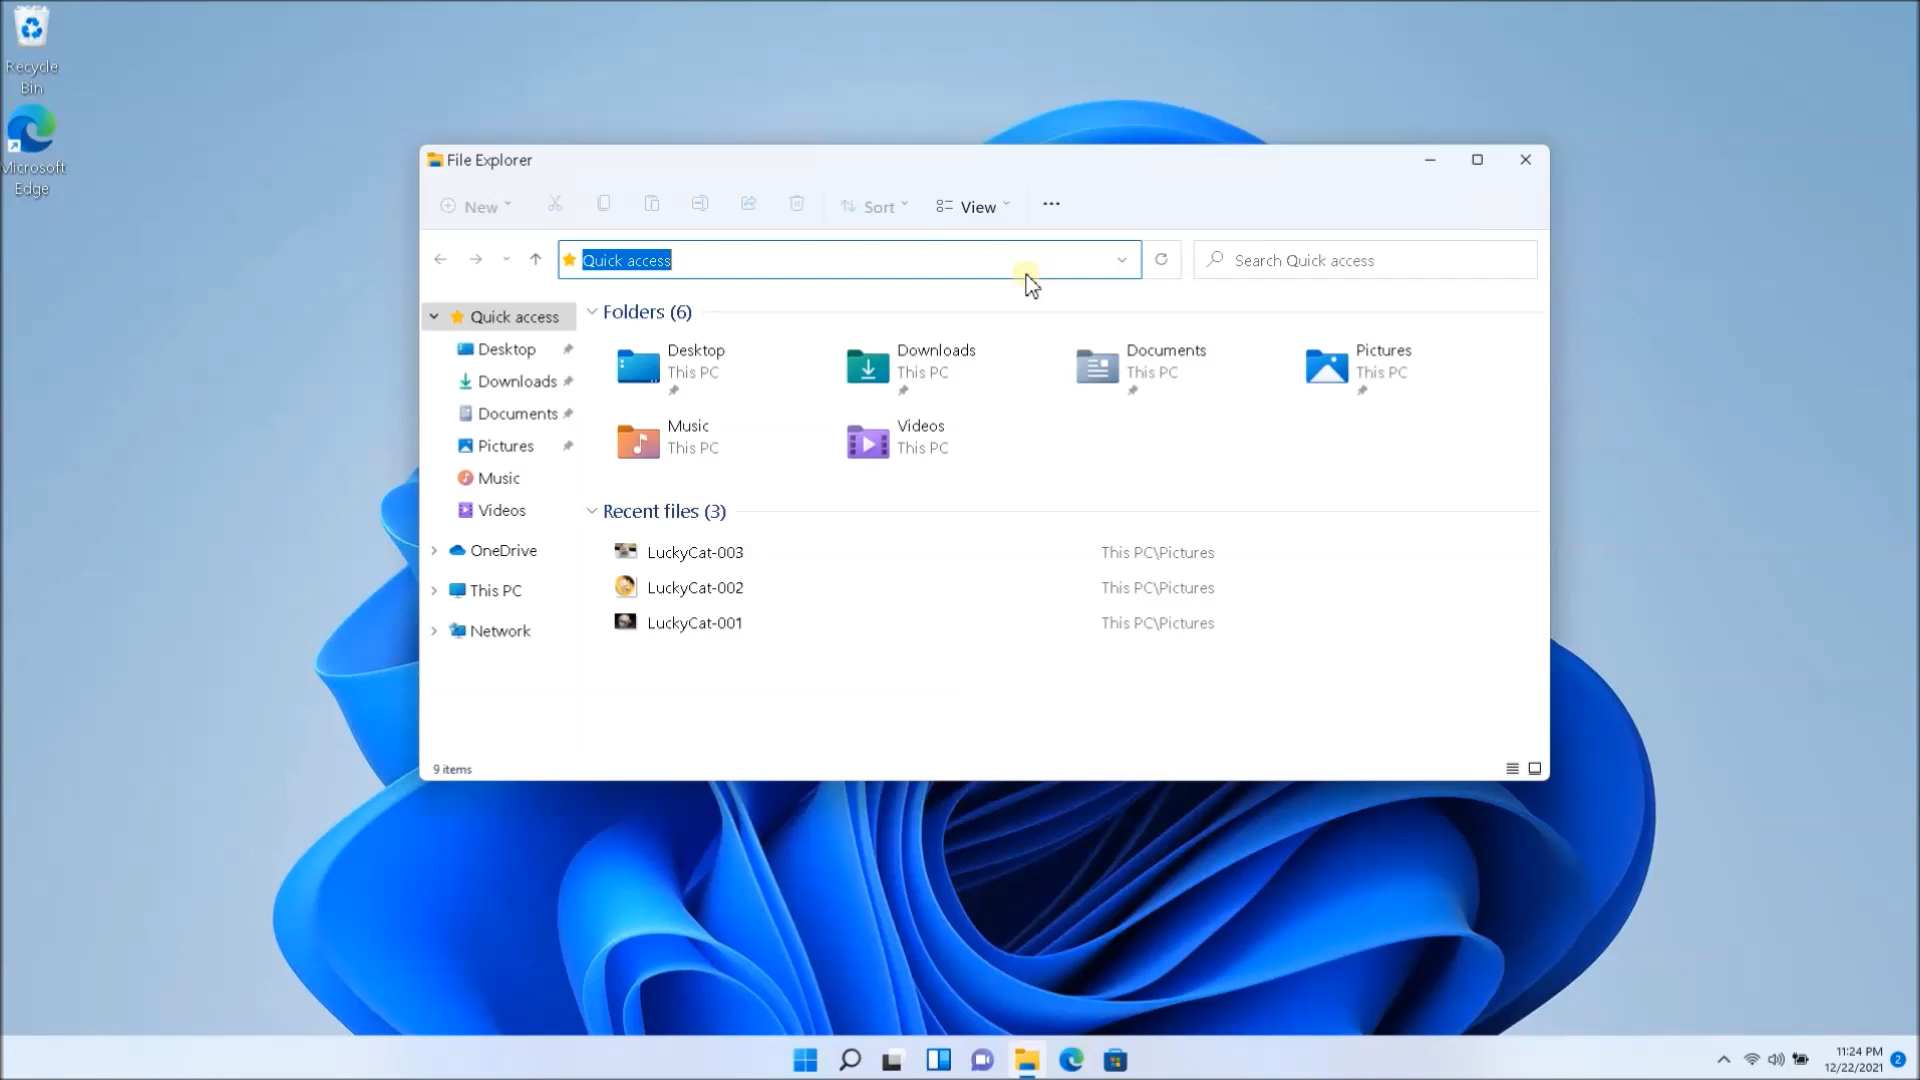 Recycle
Bin
Microsoft
Edge
File Explorer
New
Sort
View
Quick access
Search Quick access
Quick access
Desktop
Downloads
Documents
Pictures
Music
Videos
OneDrive
This PC
Network
Folders (6)
Desktop
This PC
Downloads
This PC
Documents
This PC
Pictures
This PC
Music
This PC
Videos
This PC
Recent files (3)
LuckyCat-003 This PC\Pictures
LuckyCat-002 This PC\Pictures
LuckyCat-001 This PC\Pictures
9 items
11:24 PM
12/22/2021
2